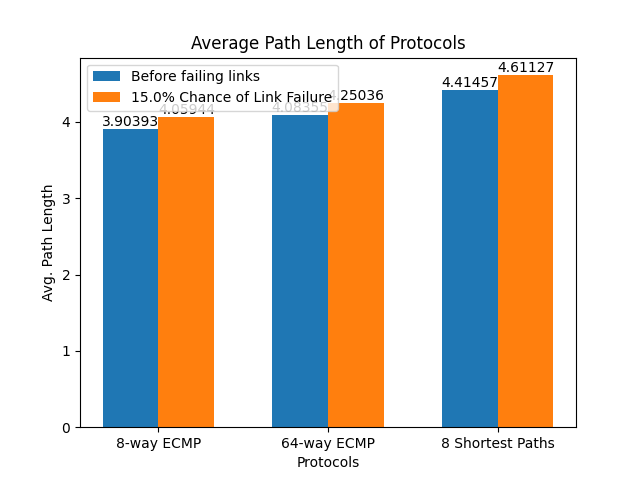 Average Path Length of Protocols
Before failing links
15.0% Chance of Link Failure
3.90393
4.05944
4.08355
4.25036
4.41457
4.61127
Avg. Path Length
4
3
2
1
0
8-way ECMP
64-way ECMP
8 Shortest Paths
Protocols